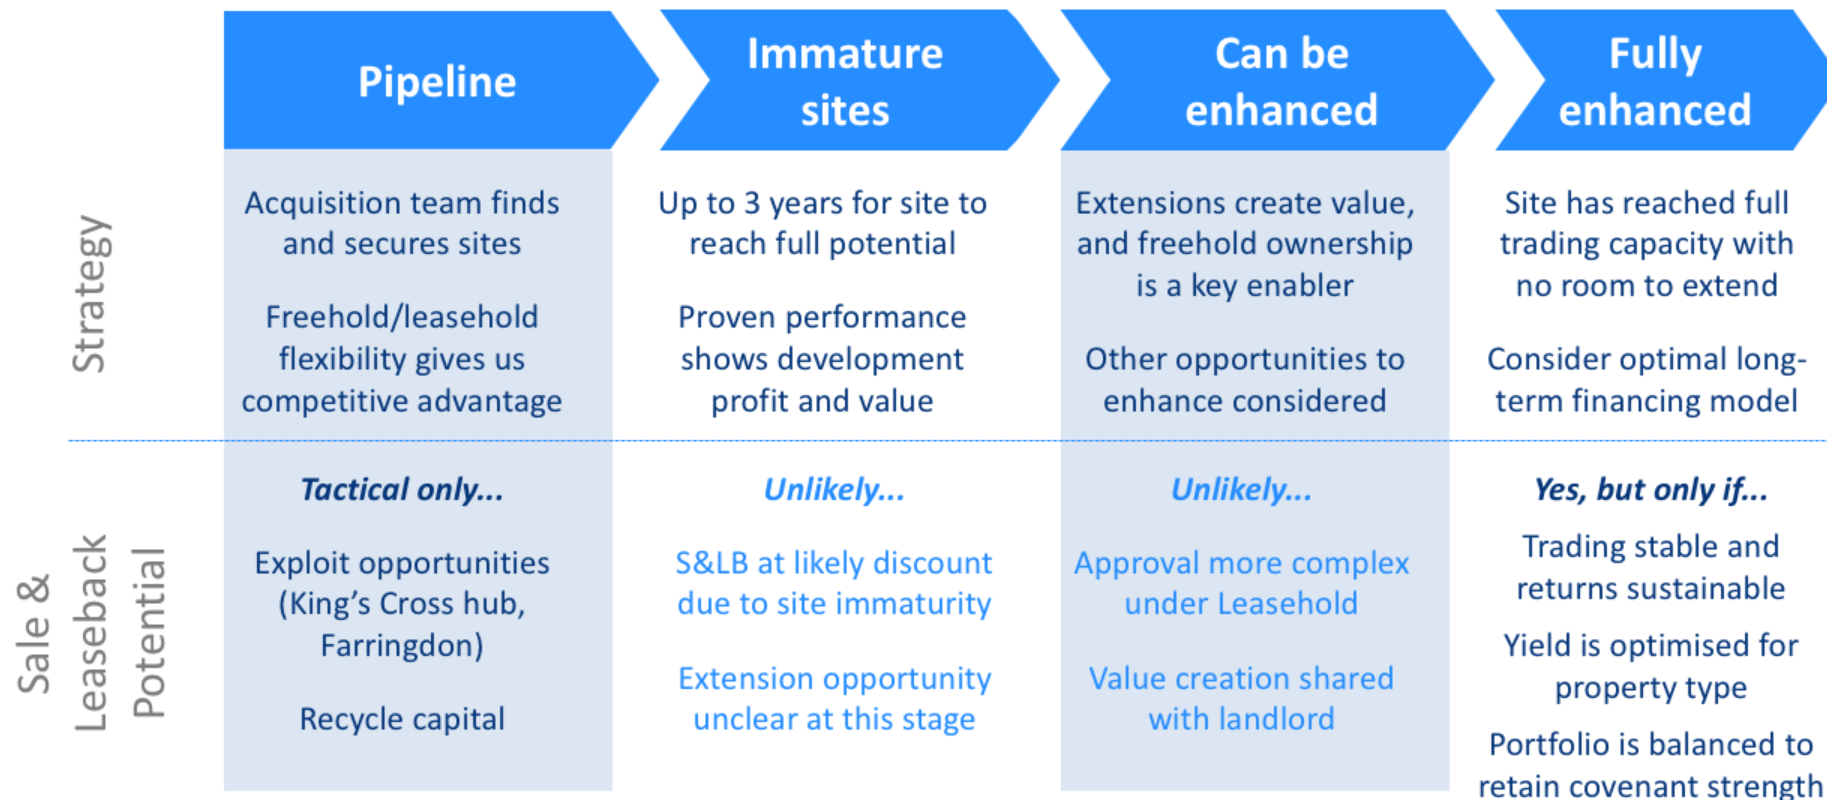 Pipeline
Immature
sites
Can be
enhanced
Fully
enhanced
Strategy
Acquisition team finds
and secures sites
Freehold/leasehold
flexibility gives us
competitive advantage
Up to 3 years for site to
reach full potential
Proven performance
shows development
profit and value
Extensions create value,
and freehold ownership
is a key enabler
Other opportunities to
enhance considered
Site has reached full
trading capacity with
no room to extend
Consider optimal long-
term financing model
Sale &
Leaseback
Potential
Tactical only...
Exploit opportunities
(King’s Cross hub,
Farringdon)
Recycle capital
Unlikely...
S&LB at likely discount
due to site immaturity
Extension opportunity
unclear at this stage
Unlikely...
Approval more complex
under Leasehold
Value creation shared
with landlord
Yes, but only if...
Trading stable and
returns sustainable
Yield is optimised for
property type
Portfolio is balanced to
retain covenant strength